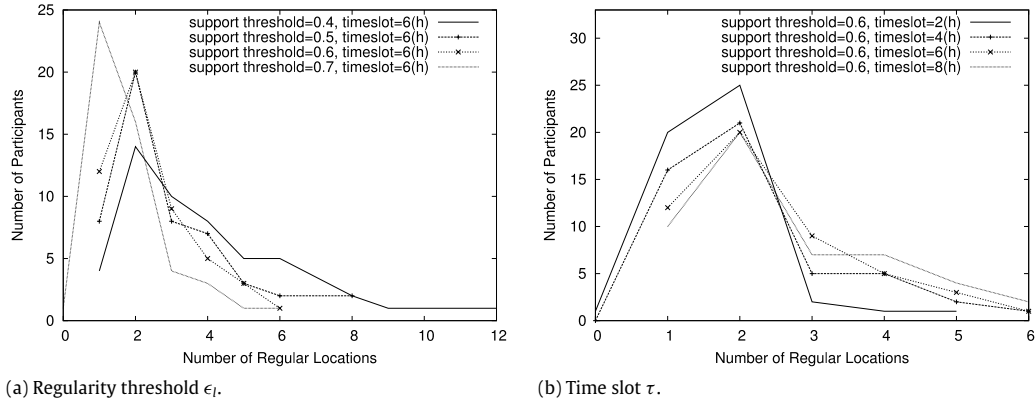 support threshold=0.4, timeslot=6(h)
support threshold=0.5, timeslot=6(h)
support threshold=0.6, timeslot=6(h)
support threshold=0.7, timeslot=6(h)
25
20
15
10
5
0
Number of Participants
0 2 4 6 8 10 12
Number of Regular Locations
(a) Regularity threshold ϵl.
support threshold=0.6, timeslot=2(h)
support threshold=0.6, timeslot=4(h)
support threshold=0.6, timeslot=6(h)
support threshold=0.6, timeslot=8(h)
30
25
20
15
10
5
0
Number of Participants
0 1 2 3 4 5 6
Number of Regular Locations
(b) Time slot τ.